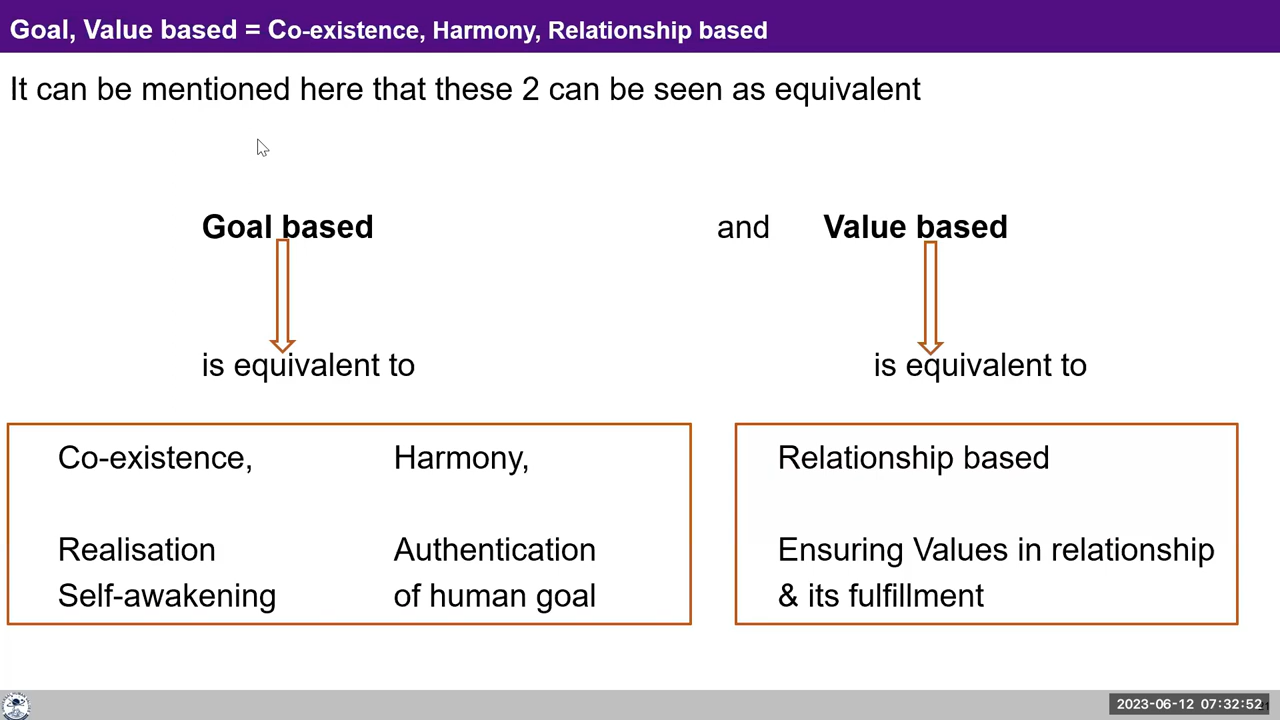 Goal, Value based = Co-existence, Harmony, Relationship based
It can be mentioned here that these 2 can be seen as equivalent
Goal based and Value based
is equivalent to is equivalent to
Co-existence, Harmony, Relationship based
Realisation Authentication Ensuring Values in relationship
Self-awakening of human goal & its fulfillment
2023-06-12 07:32:52